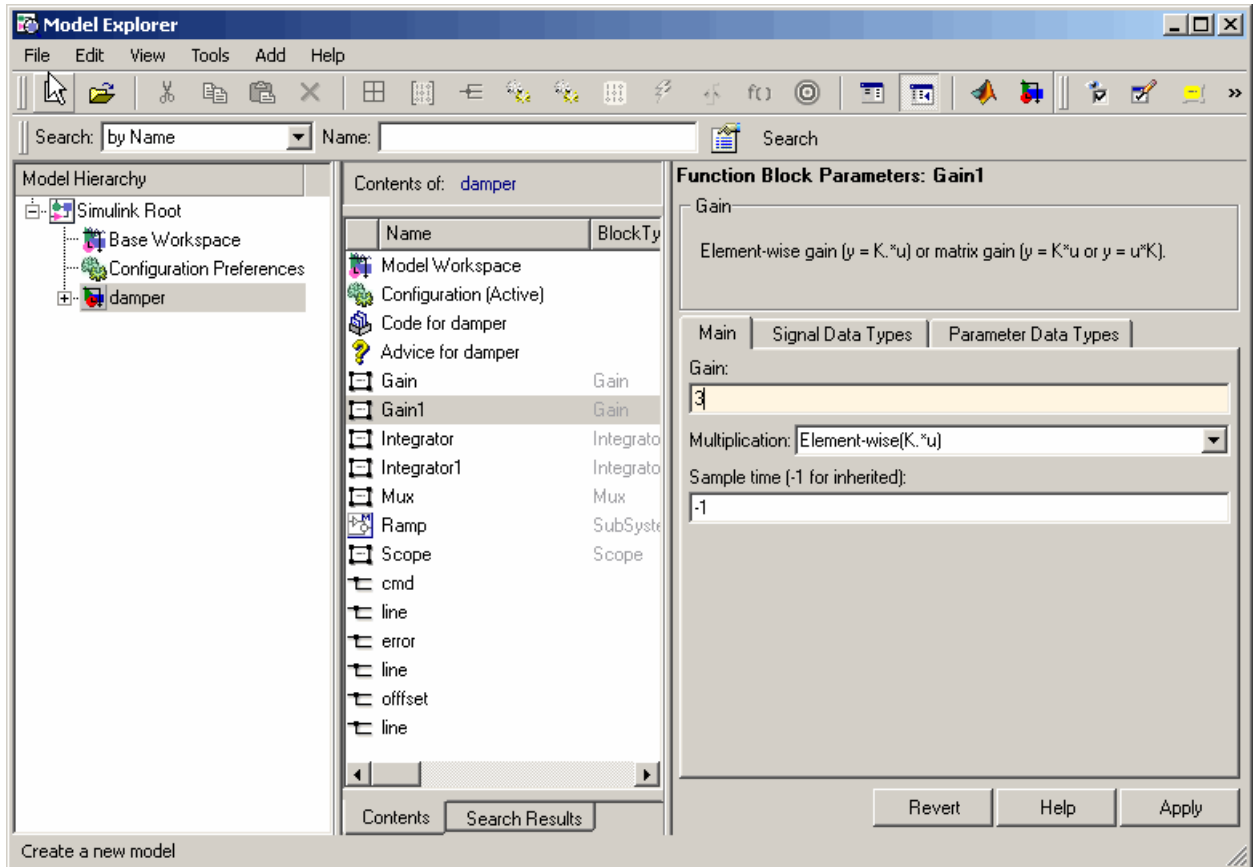 Model Explorer
File Edit View Tools Add Help
f()
»
Search: by Name Name: Search
Model Hierarchy
Simulink Root
Base Workspace
Configuration Preferences
damper
Contents of: damper
Name BlockTy
Model Workspace
Configuration (Active)
Code for damper
Advice for damper
Gain Gain
Gain1 Gain
Integrator Integrato
Integrator1 Integrato
Mux Mux
Ramp SubSyste
Scope Scope
cmd
line
error
line
offfset
line
Contents Search Results
Function Block Parameters: Gain1
Gain
Element-wise gain (y = K.*u) or matrix gain (y = K*u or y = u*K).
Main Signal Data Types Parameter Data Types
Gain:
3
Multiplication: Element-wise(K.*u)
Sample time (-1 for inherited):
-1
Revert Help Apply
Create a new model